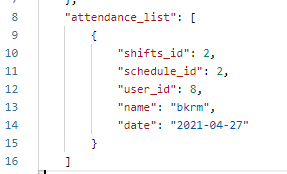 },
8 "attendance_list": [
9 {
10 "shifts_id": 2,
11 "schedule_id": 2,
12 "user_id": 8,
13 "name": "bkrm",
14 "date": "2021-04-27"
15 }
16 ]